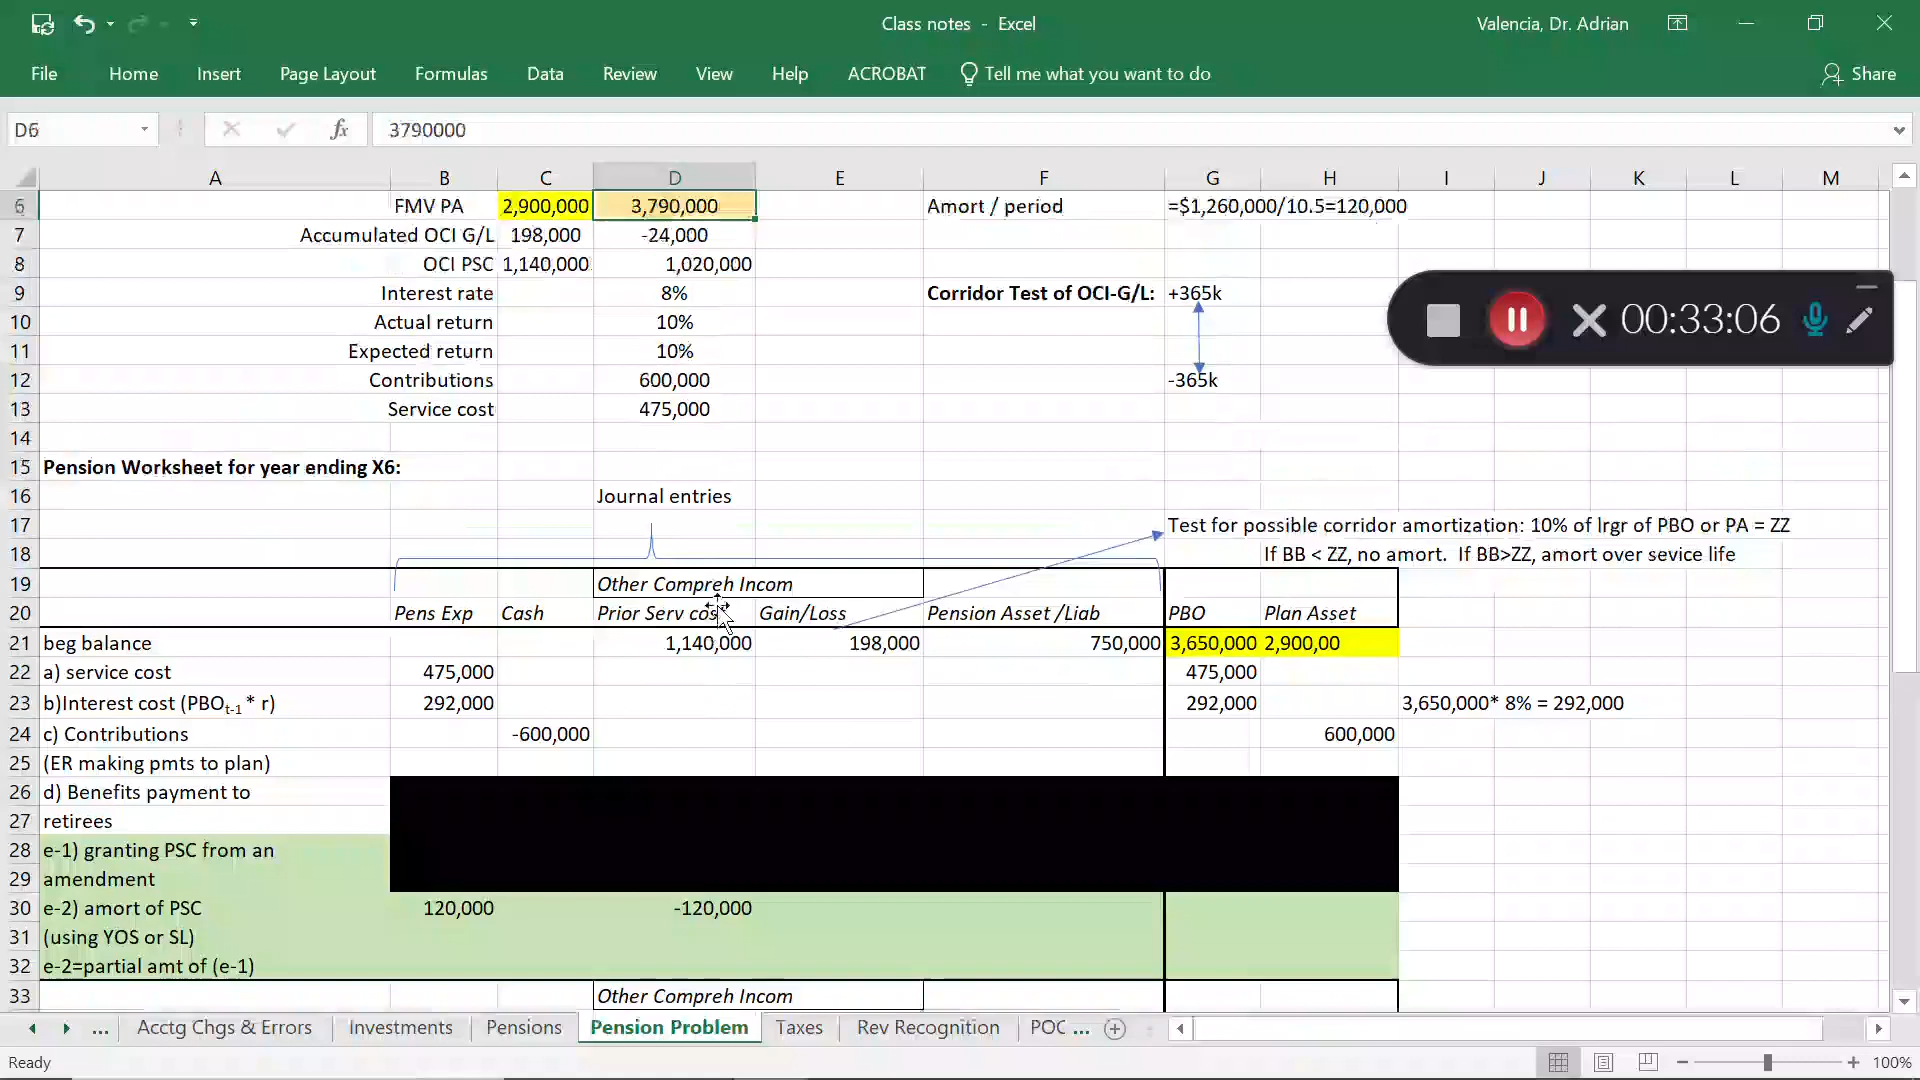 Class notes - Excel
Valencia, Dr. Adrian
File Home Insert Page Layout Formulas Data Review View Help ACROBAT Tell me what you want to do Share
D6 fx 3790000
A B C D E F G H I J K L M
6 FMV PA 2,900,000 3,790,000 Amort / period =$1,260,000/10.5=120,000
7 Accumulated OCI G/L 198,000 -24,000
8 OCI PSC 1,140,000 1,020,000
9 Interest rate 8% Corridor Test of OCI-G/L: +365k
10 Actual return 10%
11 Expected return 10%
12 Contributions 600,000 -365k
13 Service cost 475,000
14
15 Pension Worksheet for year ending X6:
16 Journal entries
17 Test for possible corridor amortization: 10% of lrgr of PBO or PA = ZZ
18 If BB < ZZ, no amort. If BB>ZZ, amort over sevice life
19 Other Compreh Incom
20 Pens Exp Cash Prior Serv cos Gain/Loss Pension Asset /Liab PBO Plan Asset
21 beg balance 1,140,000 198,000 750,000 3,650,000 2,900,00
22 a) service cost 475,000 475,000
23 b)Interest cost (PBOt-1 * r) 292,000 292,000 3,650,000* 8% = 292,000
24 c) Contributions -600,000 600,000
25 (ER making pmts to plan)
26 d) Benefits payment to
27 retirees
28 e-1) granting PSC from an
29 amendment
30 e-2) amort of PSC 120,000 -120,000
31 (using YOS or SL)
32 e-2=partial amt of (e-1)
33 Other Compreh Incom
00:33:06
... Acctg Chgs & Errors Investments Pensions Pension Problem Taxes Rev Recognition POC ...
Ready 100%